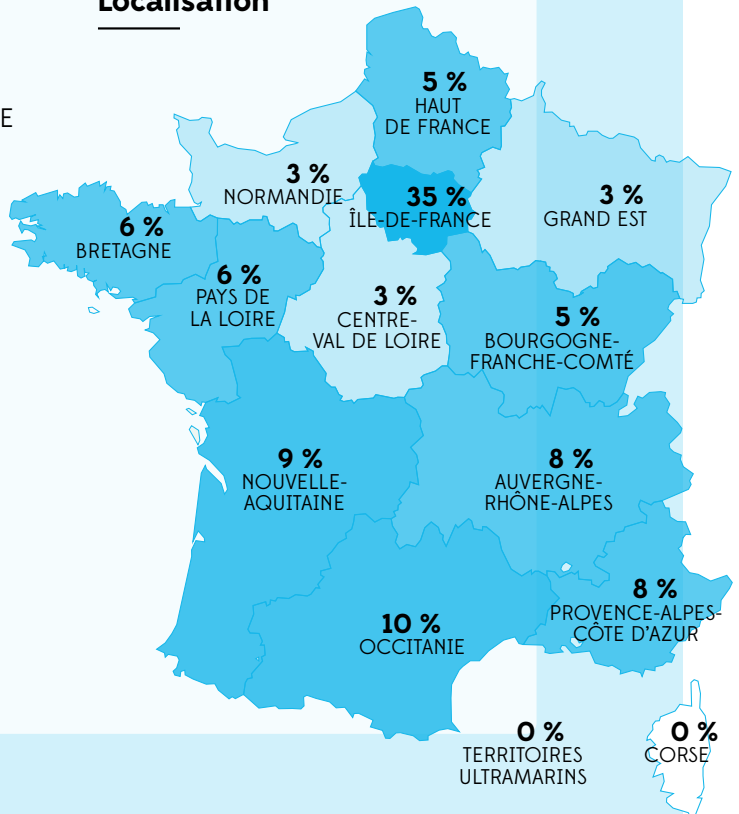 Localisation
E
5 %
HAUT
DE FRANCE
3 %
NORMANDIE
35 %
ÎLE-DE-FRANCE
3 %
GRAND EST
6 %
BRETAGNE
6 %
PAYS DE
LA LOIRE
3 %
CENTRE-
VAL DE LOIRE
5 %
BOURGOGNE-
FRANCHE-COMTÉ
9 %
NOUVELLE-
AQUITAINE
8 %
AUVERGNE-
RHÔNE-ALPES
10 %
OCCITANIE
8 %
PROVENCE-ALPES-
CÔTE D'AZUR
0 %
TERRITOIRES
ULTRAMARINS
0 %
CORSE